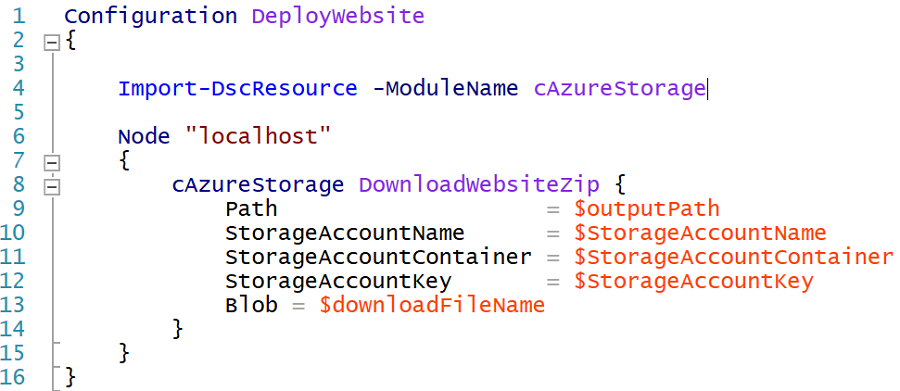 1 Configuration DeployWebsite
2 {
3
4     Import-DscResource -ModuleName cAzureStorage
5
6     Node "localhost"
7     {
8         cAzureStorage DownloadWebsiteZip {
9             Path                    = $outputPath
10             StorageAccountName      = $StorageAccountName
11             StorageAccountContainer = $StorageAccountContainer
12             StorageAccountKey       = $StorageAccountKey
13             Blob = $downloadFileName
14         }
15     }
16 }